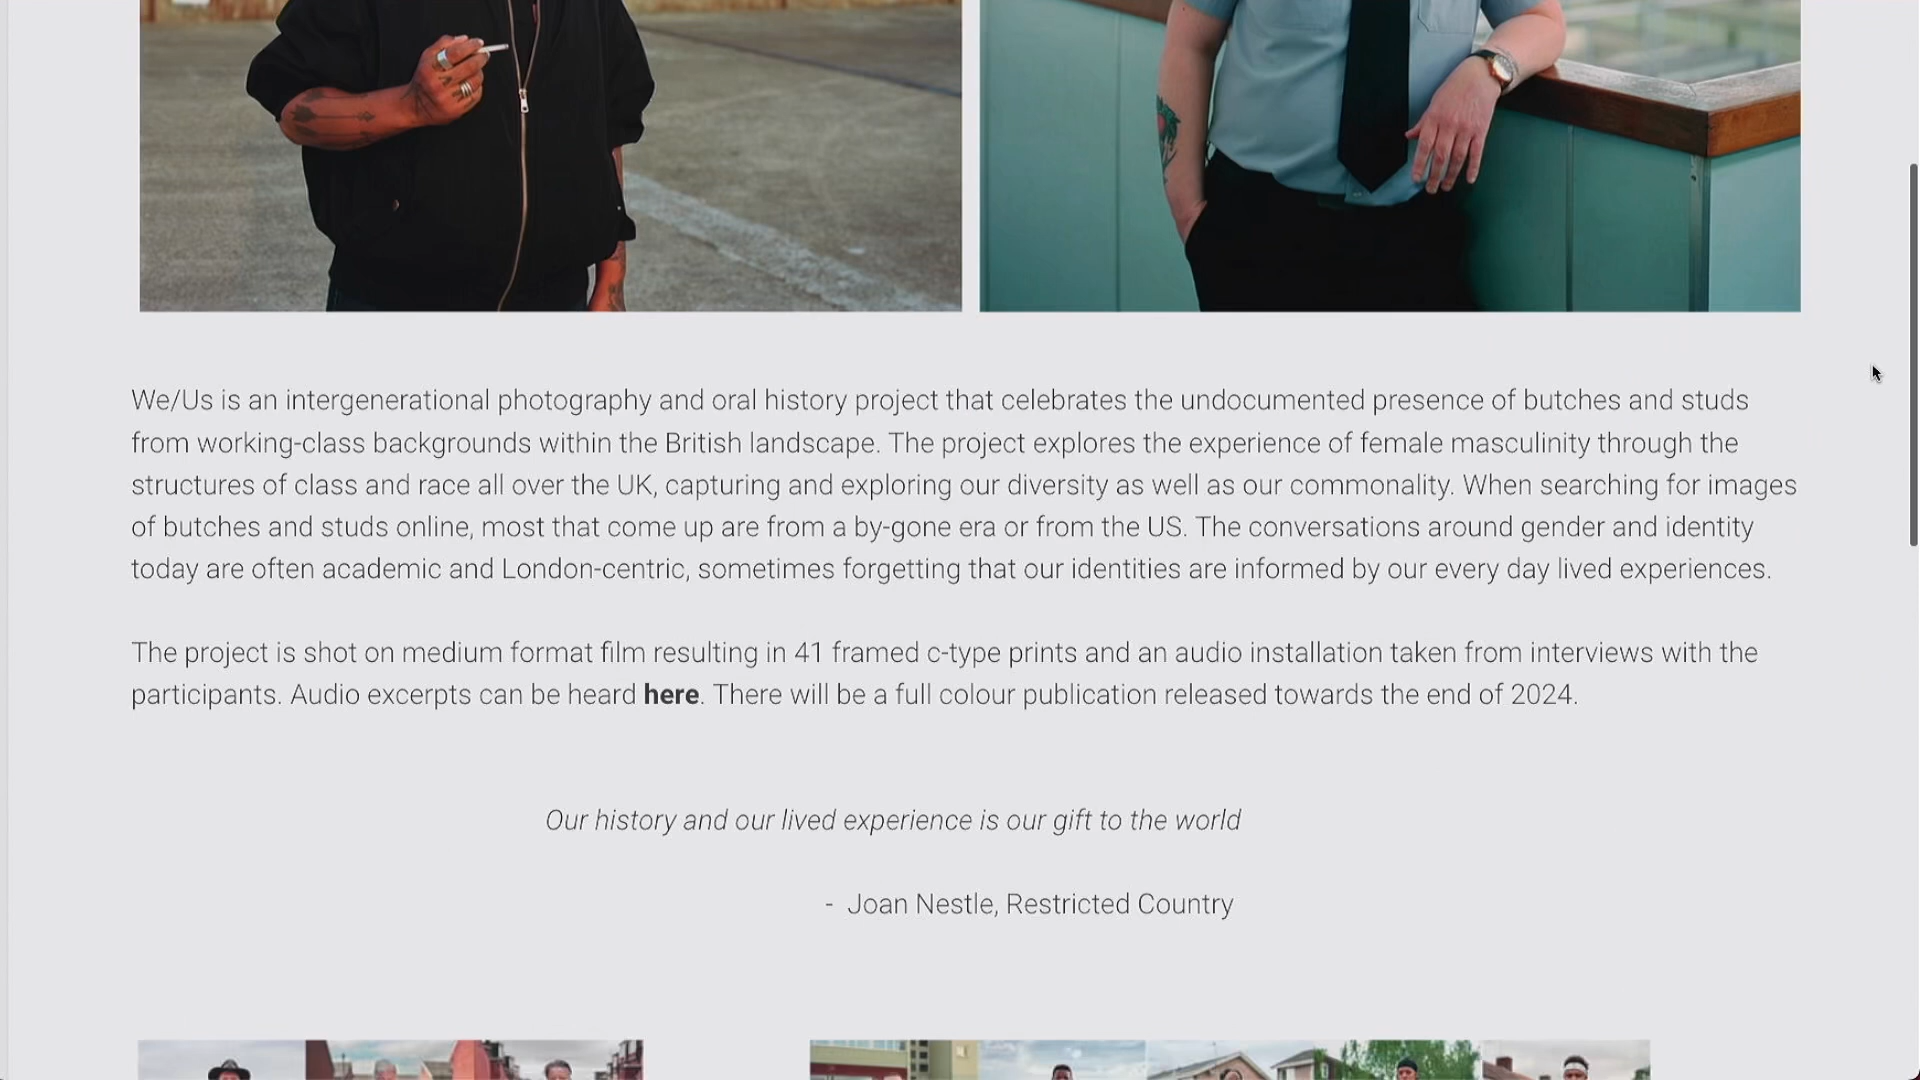 We/Us is an intergenerational photography and oral history project that celebrates the undocumented presence of butches and studs
from working-class backgrounds within the British landscape. The project explores the experience of female masculinity through the
structures of class and race all over the UK, capturing and exploring our diversity as well as our commonality. When searching for images
of butches and studs online, most that come up are from a by-gone era or from the US. The conversations around gender and identity
today are often academic and London-centric, sometimes forgetting that our identities are informed by our every day lived experiences.
The project is shot on medium format film resulting in 41 framed c-type prints and an audio installation taken from interviews with the
participants. Audio excerpts can be heard here. There will be a full colour publication released towards the end of 2024.
Our history and our lived experience is our gift to the world
- Joan Nestle, Restricted Country